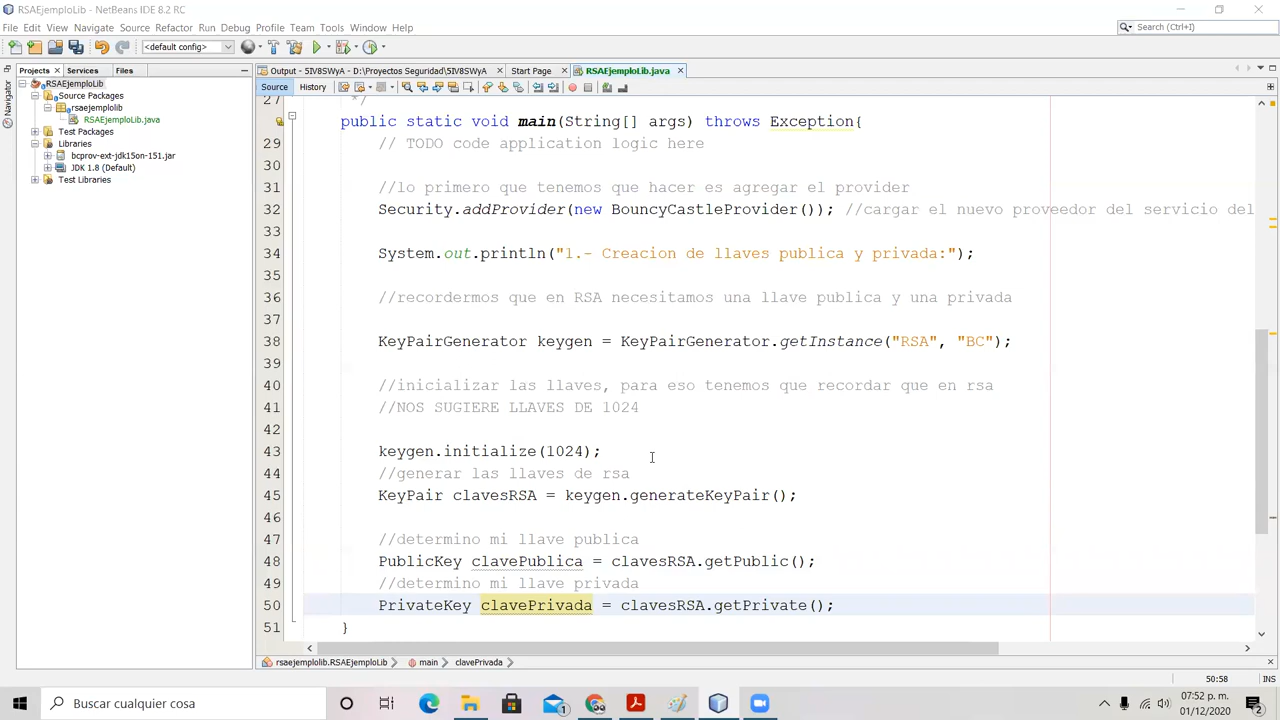 RSAEjemploLib - NetBeans IDE 8.2 RC
File Edit View Navigate Source Refactor Run Debug Profile Team Tools Window Help
Search (Ctrl+I)
<default config>
Projects Services Files
Output - D:\Proyectos Seguridad\5IV8SWyA Start Page RSAEjemploLib.java
Navigator
Source History
RSAEjemploLib
Source Packages
rsaejemplolib
RSAEjemploLib.java
Test Packages
Libraries
bcprov-ext-jdk15on-151.jar
JDK 1.8 (Default)
Test Libraries
27 */
public static void main(String[] args) throws Exception{
29 // TODO code application logic here
30
31 //lo primero que tenemos que hacer es agregar el provider
32 Security.addProvider(new BouncyCastleProvider()); //cargar el nuevo proveedor del servicio del
33
34 System.out.println("1.- Creacion de llaves publica y privada:");
35
36 //recordermos que en RSA necesitamos una llave publica y una privada
37
38 KeyPairGenerator keygen = KeyPairGenerator.getInstance("RSA", "BC");
39
40 //inicializar las llaves, para eso tenemos que recordar que en rsa
41 //NOS SUGIERE LLAVES DE 1024
42
43 keygen.initialize(1024);
44 //generar las llaves de rsa
45 KeyPair clavesRSA = keygen.generateKeyPair();
46
47 //determino mi llave publica
48 PublicKey clavePublica = clavesRSA.getPublic();
49 //determino mi llave privada
50 PrivateKey clavePrivada = clavesRSA.getPrivate();
51 }
rsaejemplolib.RSAEjemploLib main clavePrivada
50:58 INS
Buscar cualquier cosa
07:52 p. m.
01/12/2020